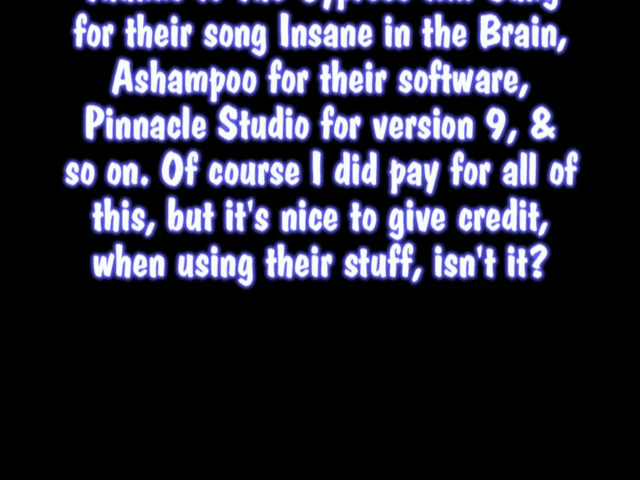 for their song Insane in the Brain,
Ashampoo for their software,
Pinnacle Studio for version 9, &
so on. Of course I did pay for all of
this, but it's nice to give credit,
when using their stuff, isn't it?